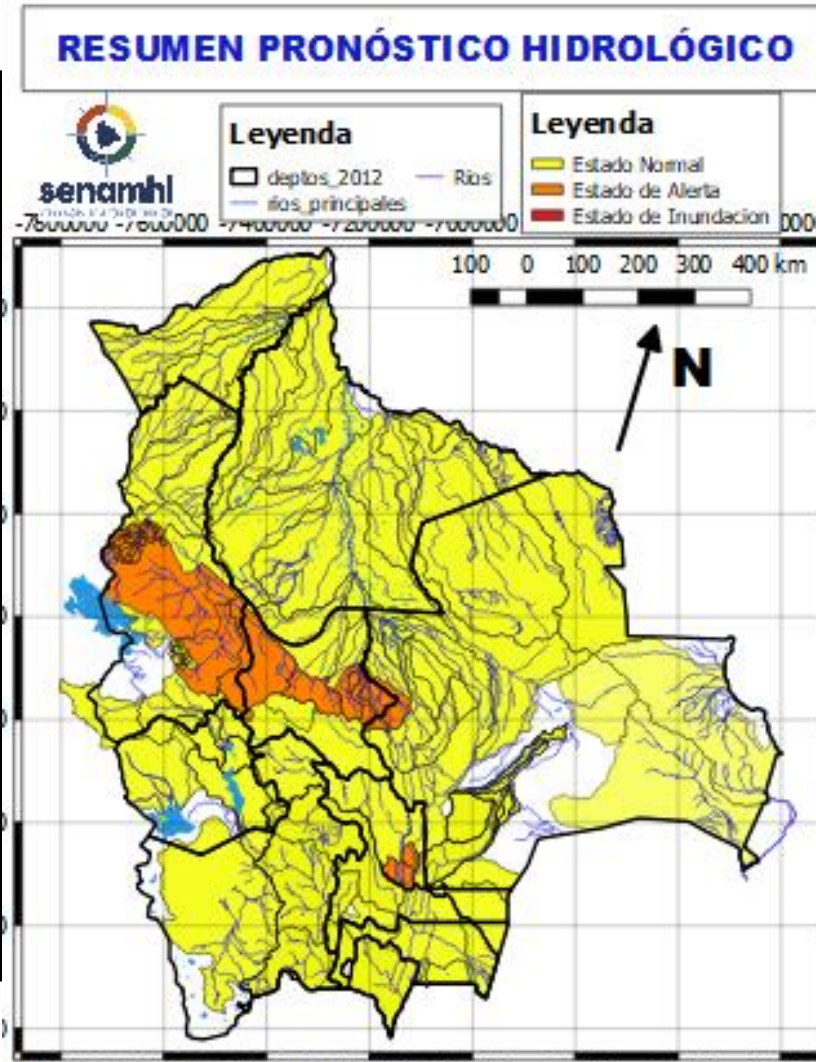 RESUMEN PRONÓSTICO HIDROLÓGICO
senamhi
Leyenda
deptos_2012
Rios
rios_principales
Leyenda
Estado Normal
Estado de Alerta
Estado de Inundacion
100 0 100 200 300 400 km
N